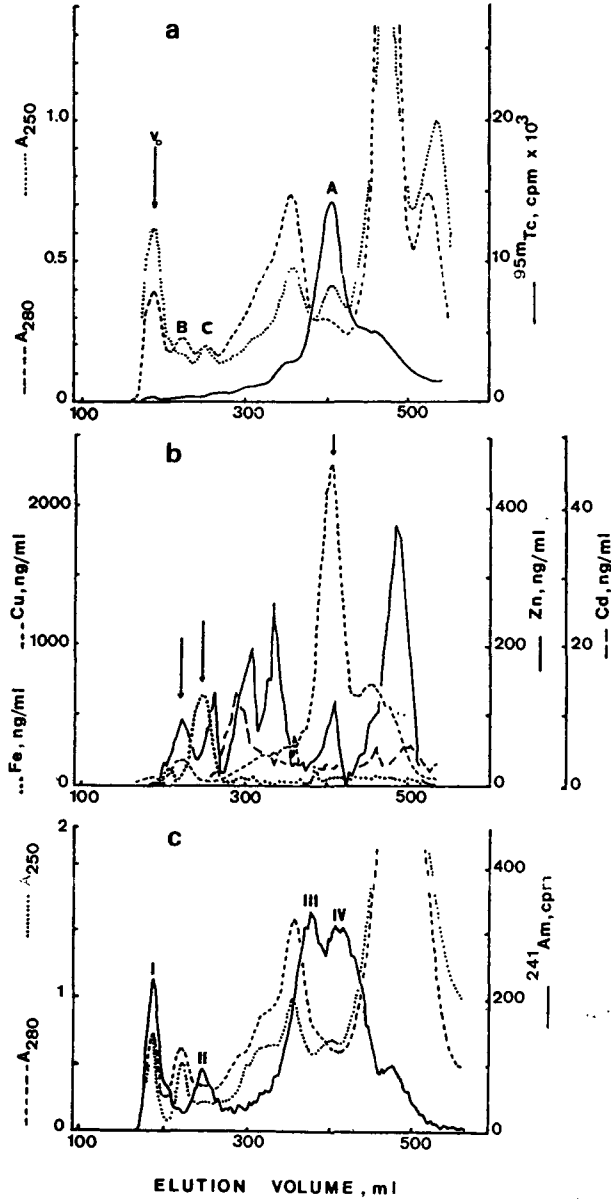 a
A280 A250
1.0
0.5
0
V₀
B C
A
20
10
0
95mTc, cpm x 10³
100 300 500
b
Fe, ng/ml Cu, ng/ml
2000
1000
0
400
200
0
Zn, ng/ml
40
20
0
Cd, ng/ml
100 300 500
c
A280 A250
2
1
0
I
II
III
IV
400
200
0
241Am, cpm
100 300 500
ELUTION VOLUME, ml